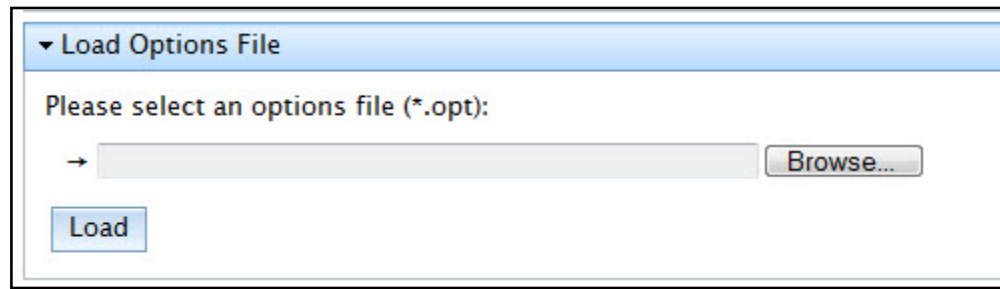 Load Options File
Please select an options file (*.opt):
→ Browse...
Load